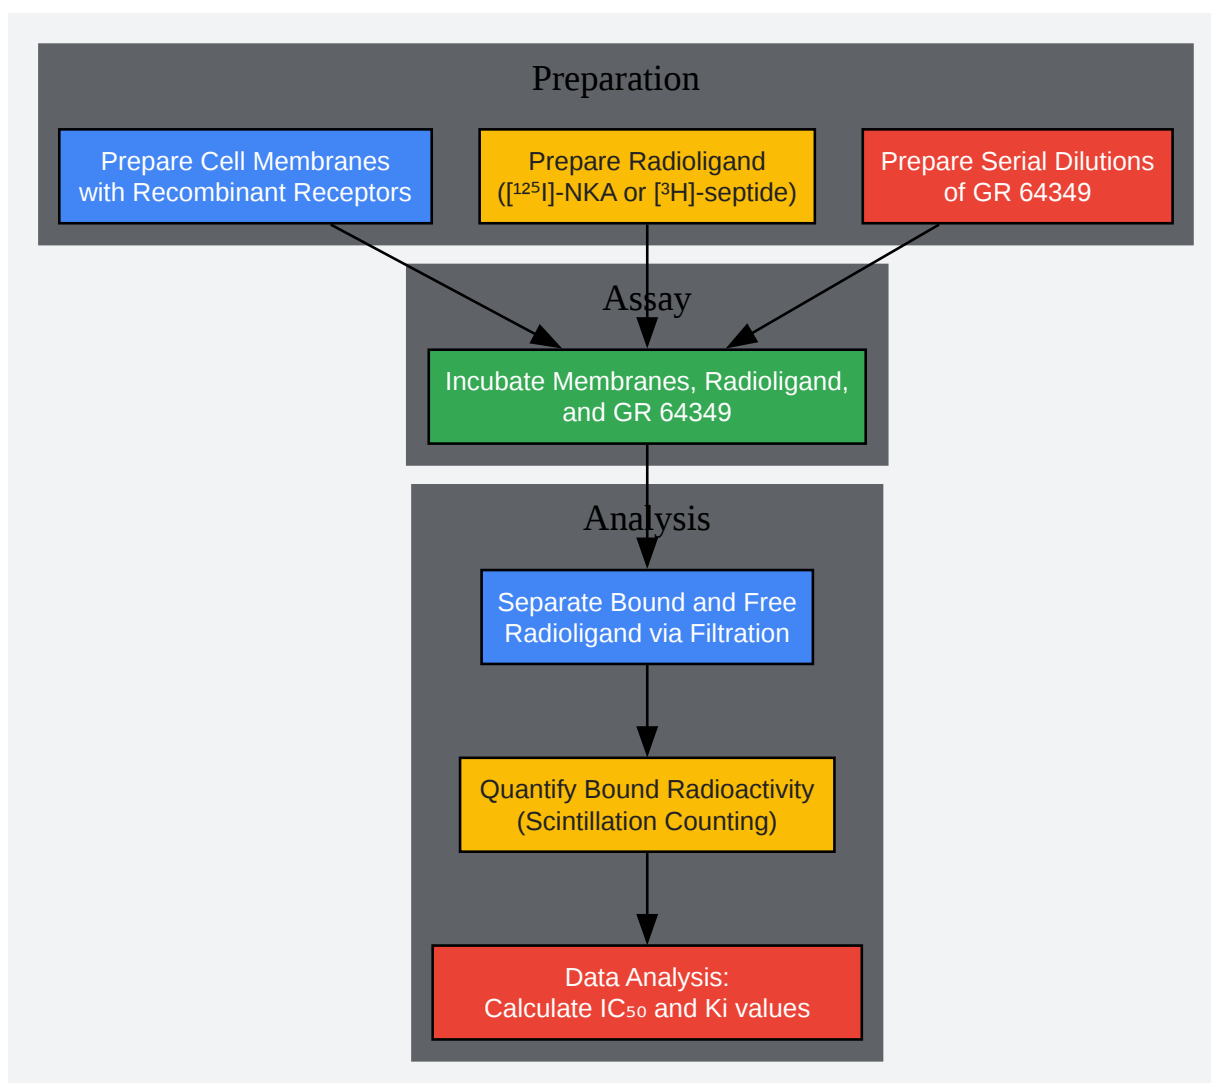 Preparation
Prepare Cell Membranes
with Recombinant Receptors
Prepare Radioligand
([¹²⁵I]-NKA or [³H]-septide)
Prepare Serial Dilutions
of GR 64349
Assay
Incubate Membranes, Radioligand,
and GR 64349
Analysis
Separate Bound and Free
Radioligand via Filtration
Quantify Bound Radioactivity
(Scintillation Counting)
Data Analysis:
Calculate IC₅₀ and Ki values